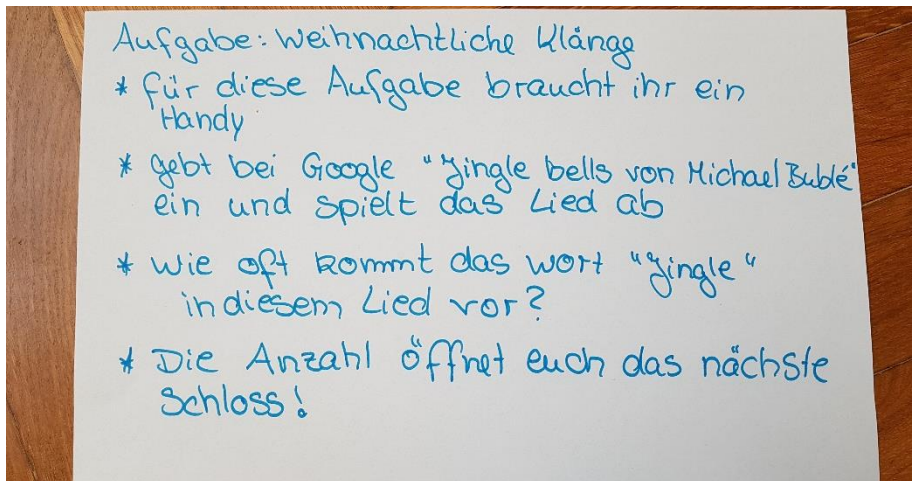 Aufgabe: Weihnachtliche Klänge
* für diese Aufgabe braucht ihr ein
Handy
* gebt bei Google "Jingle bells von Michael Bublé"
ein und spielt das Lied ab
* Wie oft kommt das wort "Jingle"
in diesem Lied vor?
* Die Anzahl öffnet euch das nächste
Schloss!